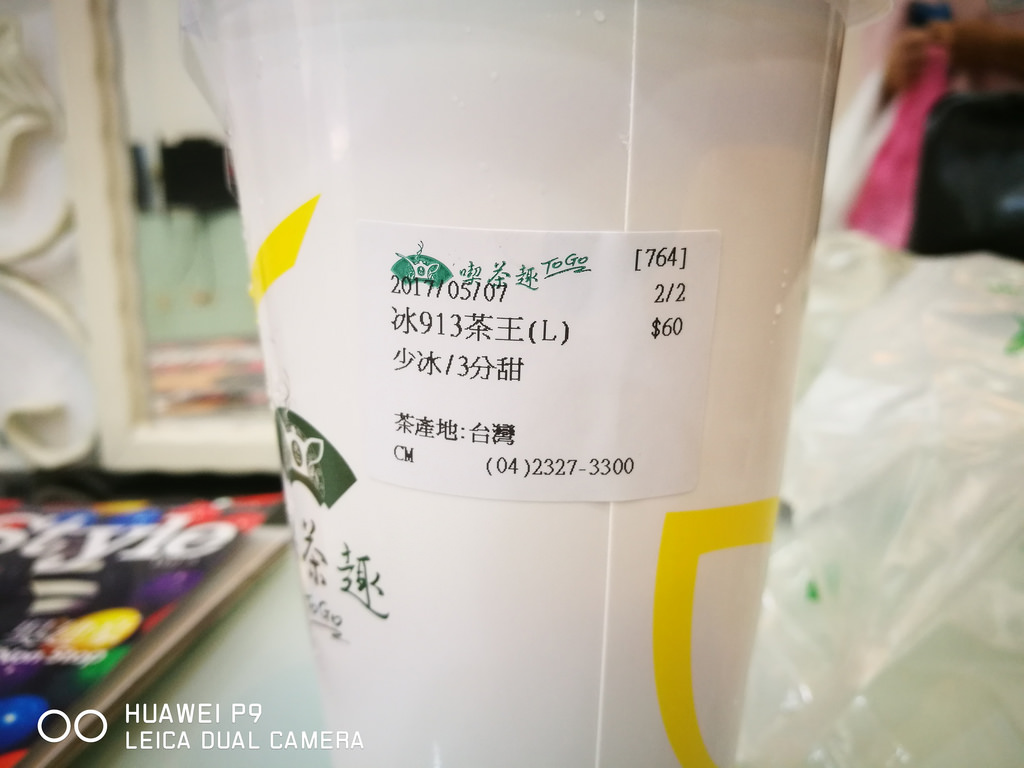 喫茶趣 ToGo [764]
2017/05/07 2/2
冰913茶王(L) $60
少冰/3分甜
茶產地:台灣
CM (04)2327-3300
茶趣
ToGo
Style
HUAWEI P9
LEICA DUAL CAMERA